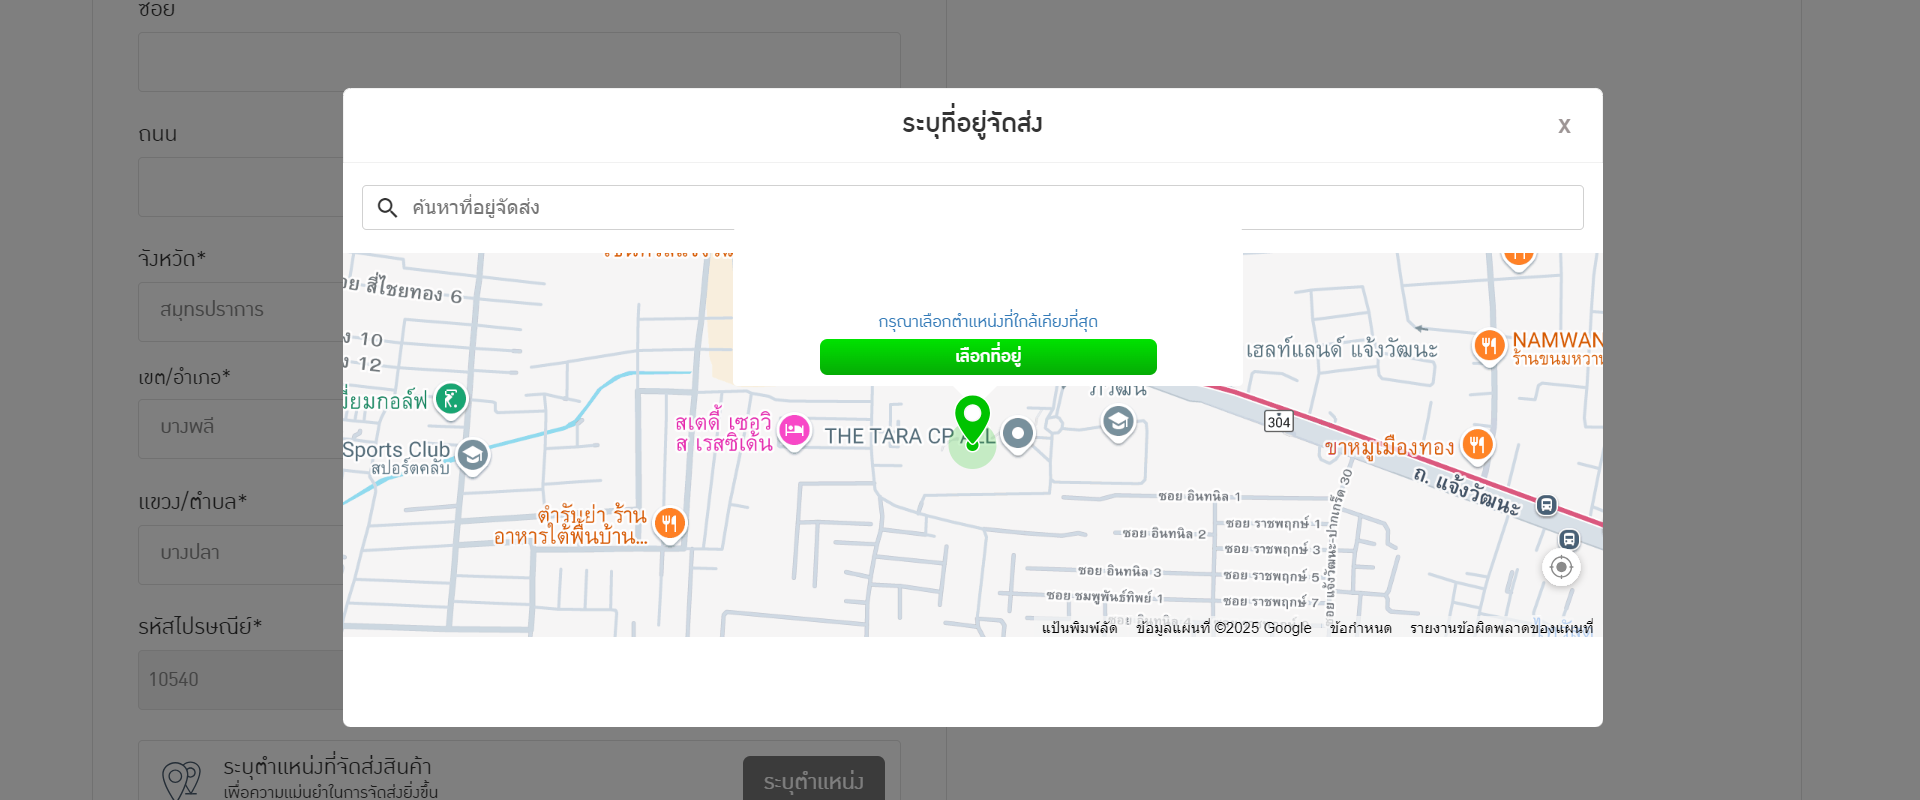 ซอย
ถนน
จังหวัด*
สมุทรปราการ
เขต/อำเภอ*
บางพลี
แขวง/ตำบล*
บางปลา
รหัสไปรษณีย์*
10540
ระบุตำแหน่งที่จัดส่งสินค้า
เพื่อความแม่นยำในการจัดส่งยิ่งขึ้น
ระบุตำแหน่ง
ระบุที่อยู่จัดส่ง
x
ค้นหาที่อยู่จัดส่ง
กรุณาเลือกตำแหน่งที่ใกล้เคียงที่สุด
เลือกที่อยู่
อย สี่ไชยทอง 6
ง 10
ง 12
มี่ยมกอล์ฟ
Sports Club
สปอร์ตคลับ
สเตดี้ เซอวิ
ส เรสซิเด้น
THE TARA CP ALL
ภิวัฒน์
ตำรับย่า ร้าน
อาหารใต้พื้นบ้าน...
เฮลท์แลนด์ แจ้งวัฒนะ
NAMWAN
ร้านขนมหวาน
304
ขาหมูเมืองทอง
ถ. แจ้งวัฒนะ
ซอย แจ้งวัฒนะ-ปากเกร็ด 30
ซอย อินทนิล 1
ซอย อินทนิล 2
ซอย อินทนิล 3
ซอย ชมพูพันธ์ทิพย์ 1
ซอย อินทนิล 4
ซอย ราชพฤกษ์ 1
ซอย ราชพฤกษ์ 3
ซอย ราชพฤกษ์ 5
ซอย ราชพฤกษ์ 7
แป้นพิมพ์ลัด
ข้อมูลแผนที่ ©2025 Google
ข้อกำหนด
รายงานข้อผิดพลาดของแผนที่